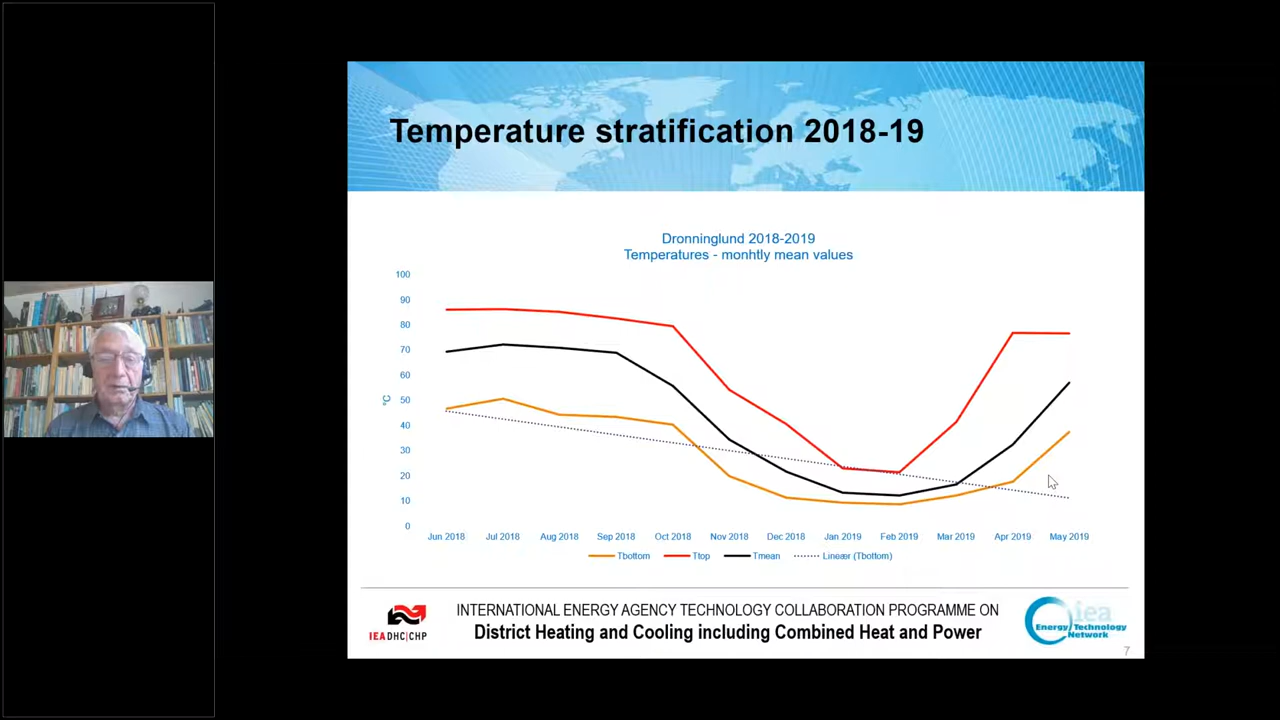 Temperature stratification 2018-19
Dronninglund 2018-2019
Temperatures - monhtly mean values
100
90
80
70
60
50
40
30
20
10
0
°C
Jun 2018 Jul 2018 Aug 2018 Sep 2018 Oct 2018 Nov 2018 Dec 2018 Jan 2019 Feb 2019 Mar 2019 Apr 2019 May 2019
Tbottom Ttop Tmean Lineær (Tbottom)
IEA DHC|CHP
INTERNATIONAL ENERGY AGENCY TECHNOLOGY COLLABORATION PROGRAMME ON
District Heating and Cooling including Combined Heat and Power
iea
Energy Technology
Network
7